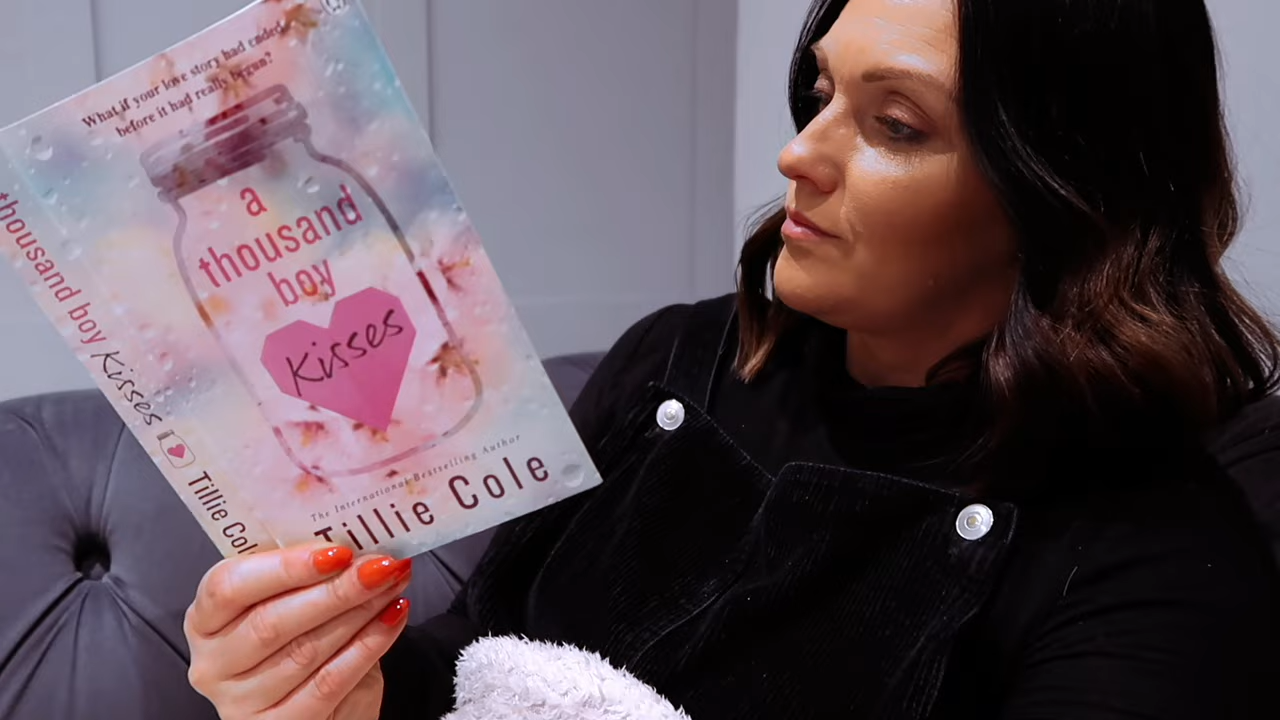 What if your love story had ended
before it had really begun?
a
thousand
boy
Kisses
The International Bestselling Author
Tillie Cole
thousand boy Kisses Tillie Cole